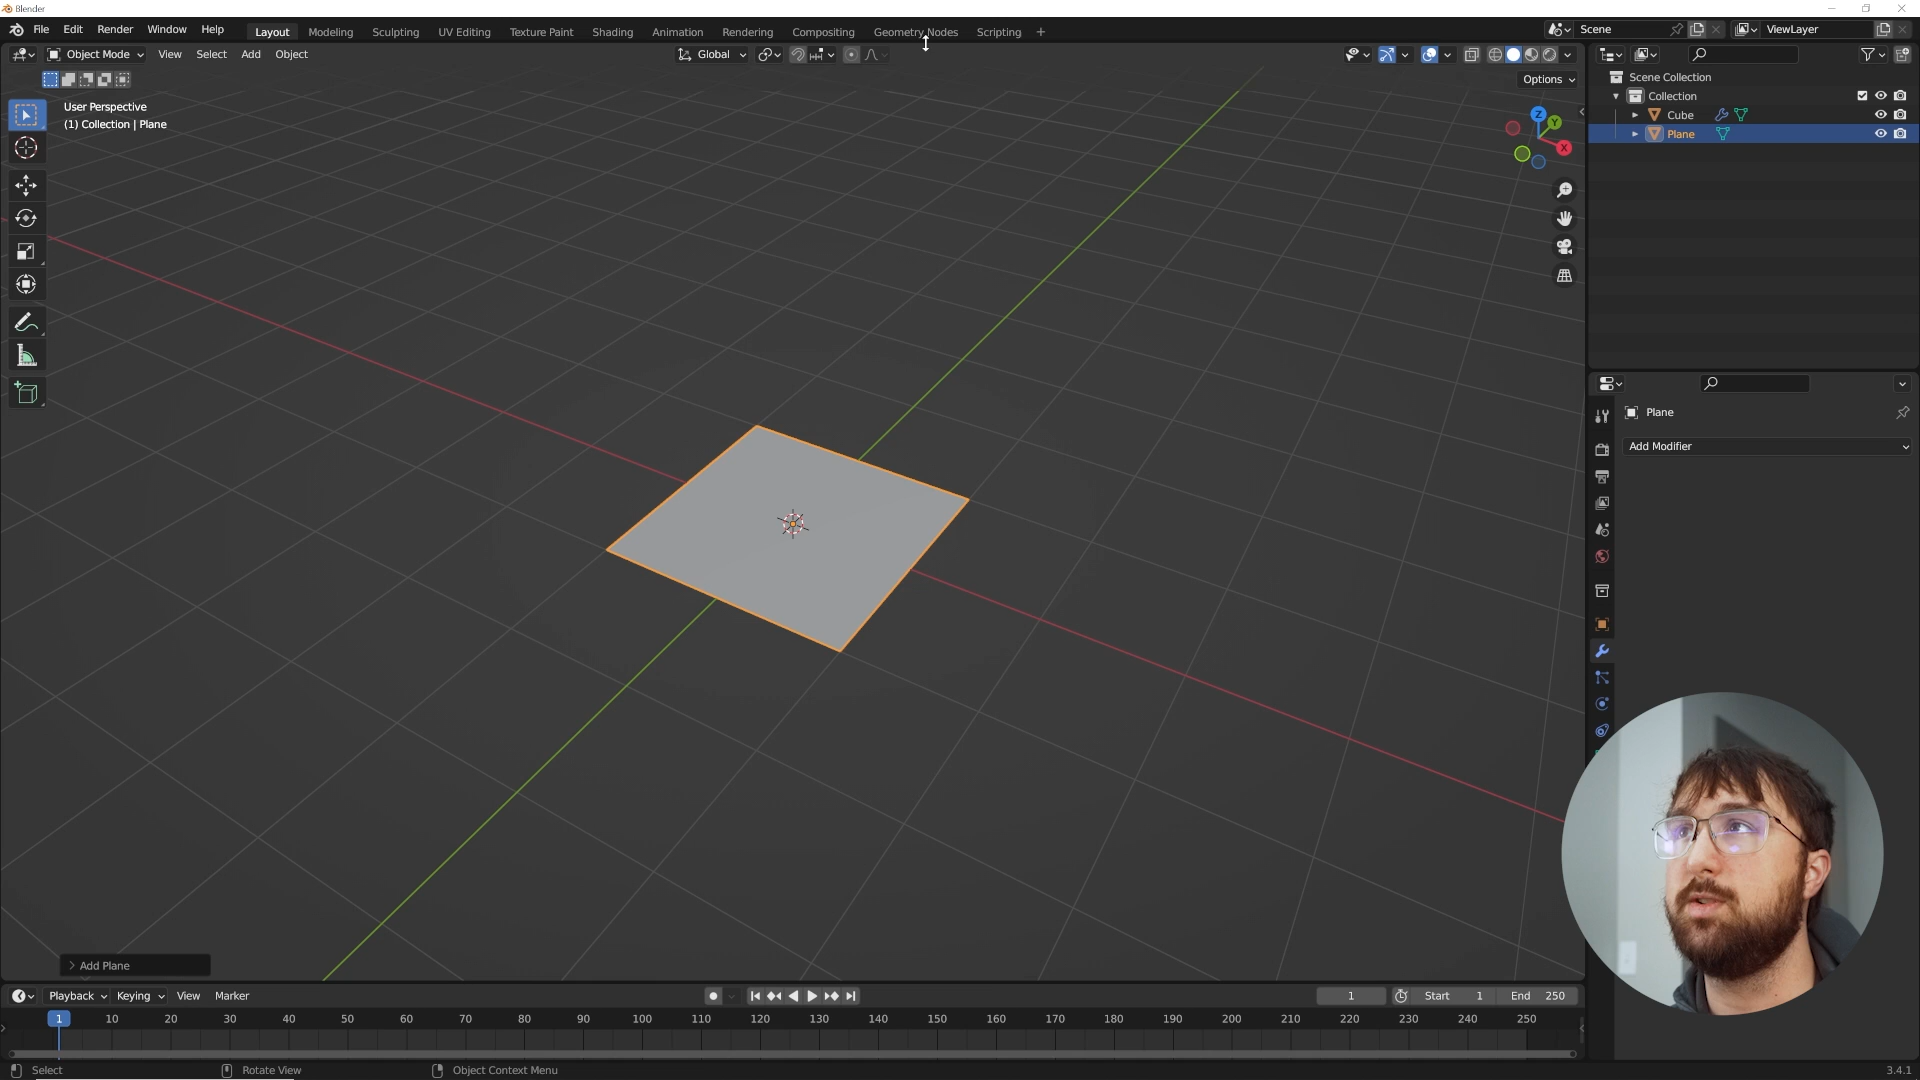 Blender
File Edit Render Window Help Layout Modeling Sculpting UV Editing Texture Paint Shading Animation Rendering Compositing Geometry Nodes Scripting + Scene ViewLayer
Object Mode View Select Add Object Global
Options
User Perspective
(1) Collection | Plane
Z
Y
X
Scene Collection
Collection
Cube
Plane
Plane
Add Modifier
> Add Plane
Playback Keying View Marker 1 Start 1 End 250
1 10 20 30 40 50 60 70 80 90 100 110 120 130 140 150 160 170 180 190 200 210 220 230 240 250
Select Rotate View Object Context Menu 3.4.1